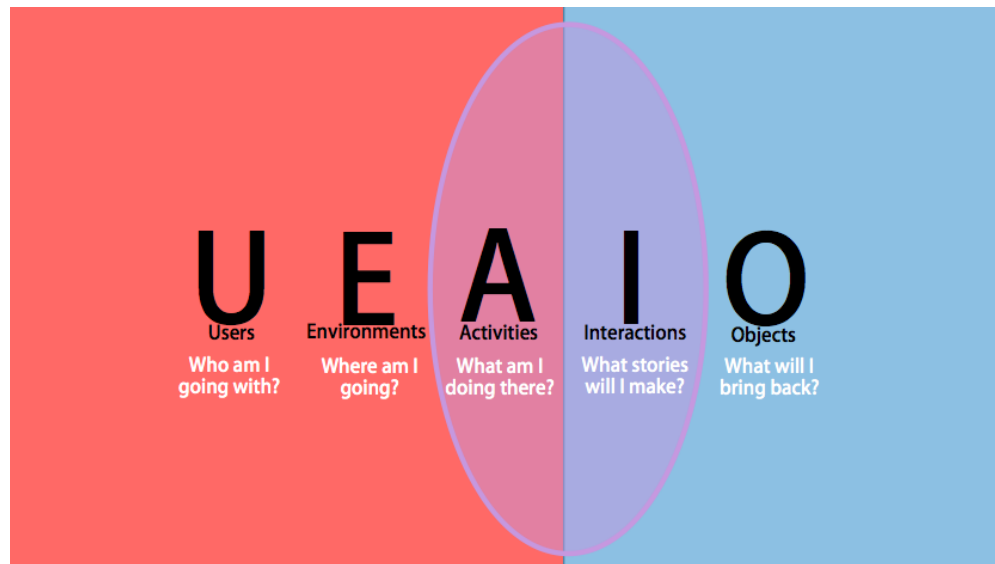 U E A I O
Users Environments Activities Interactions Objects
Who am I
going with?
Where am I
going?
What am I
doing there?
What stories
will I make?
What will I
bring back?